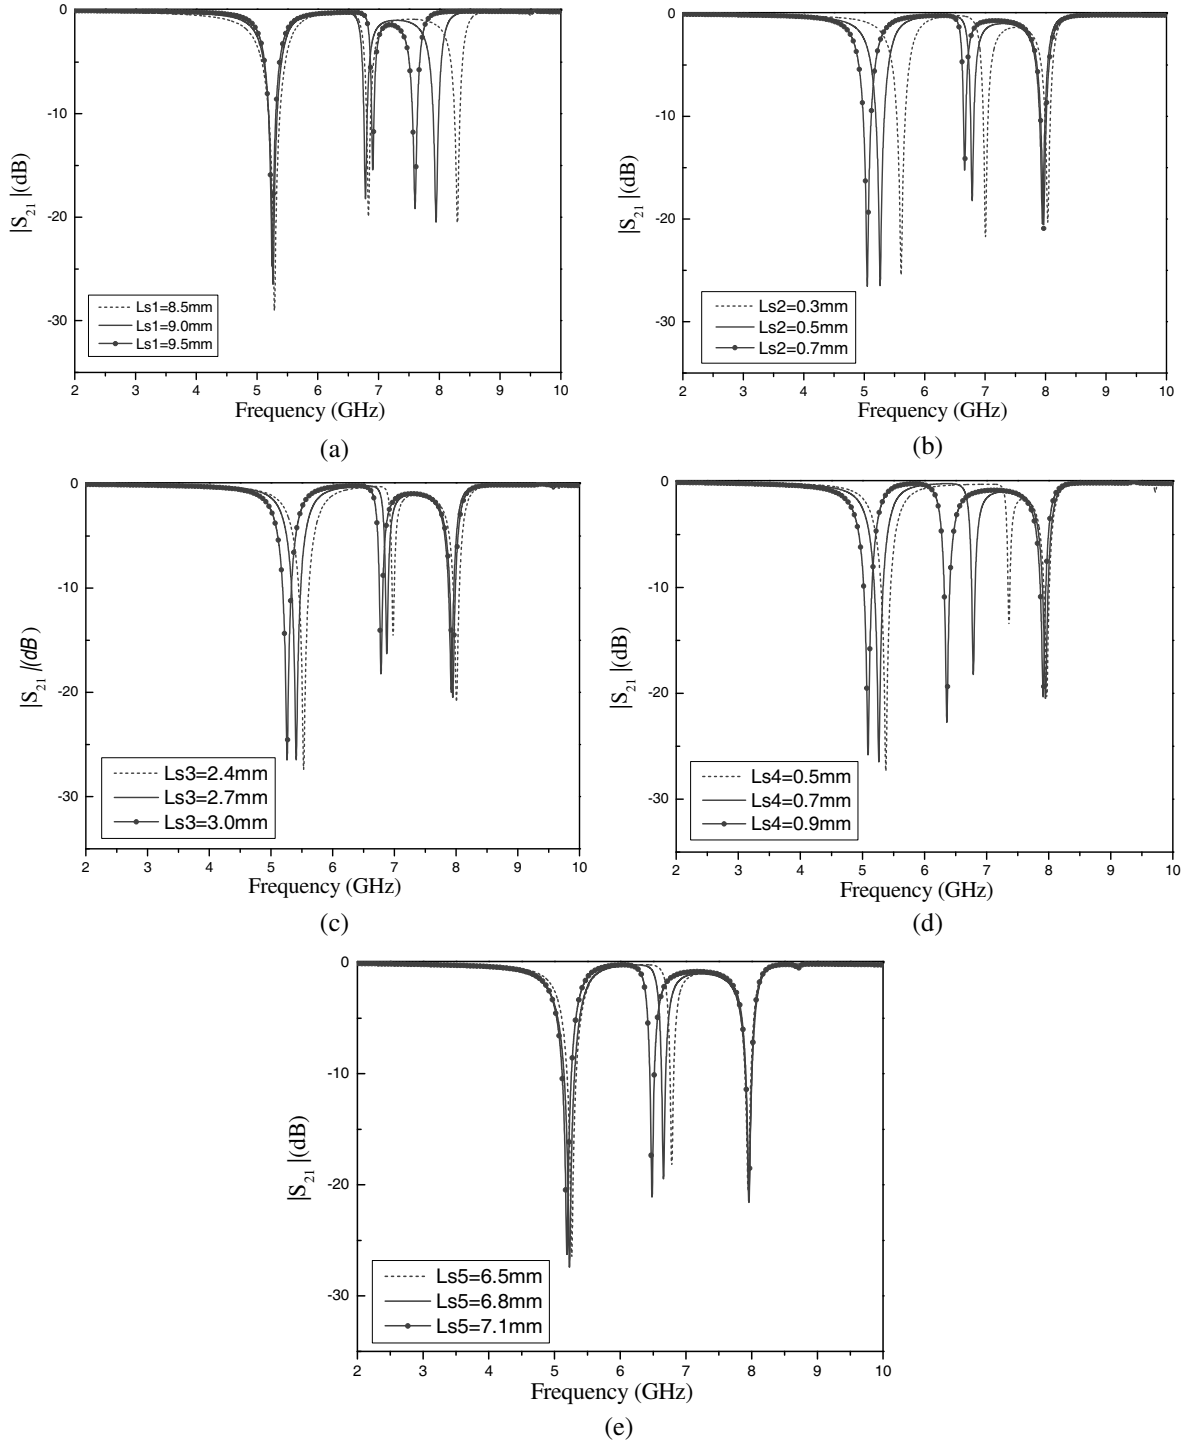 0
-10
-20
-30
|S21|(dB)
Ls1=8.5mm
Ls1=9.0mm
Ls1=9.5mm
2 3 4 5 6 7 8 9 10
Frequency (GHz)
(a)
0
-10
-20
-30
|S21|(dB)
Ls2=0.3mm
Ls2=0.5mm
Ls2=0.7mm
2 3 4 5 6 7 8 9 10
Frequency (GHz)
(b)
0
-10
-20
-30
|S21|(dB)
Ls3=2.4mm
Ls3=2.7mm
Ls3=3.0mm
2 3 4 5 6 7 8 9 10
Frequency (GHz)
(c)
0
-10
-20
-30
|S21|(dB)
Ls4=0.5mm
Ls4=0.7mm
Ls4=0.9mm
2 3 4 5 6 7 8 9 10
Frequency (GHz)
(d)
0
-10
-20
-30
|S21|(dB)
Ls5=6.5mm
Ls5=6.8mm
Ls5=7.1mm
2 3 4 5 6 7 8 9 10
Frequency (GHz)
(e)